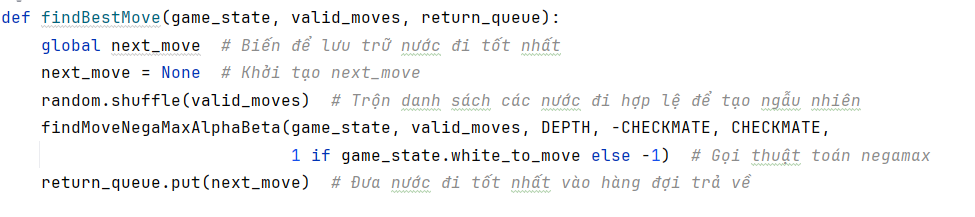 def findBestMove(game_state, valid_moves, return_queue):
global next_move  # Biến để lưu trữ nước đi tốt nhất
next_move = None  # Khởi tạo next_move
random.shuffle(valid_moves)  # Trộn danh sách các nước đi hợp lệ để tạo ngẫu nhiên
findMoveNegaMaxAlphaBeta(game_state, valid_moves, DEPTH, -CHECKMATE, CHECKMATE,
1 if game_state.white_to_move else -1)  # Gọi thuật toán negamax
return_queue.put(next_move)  # Đưa nước đi tốt nhất vào hàng đợi trả về